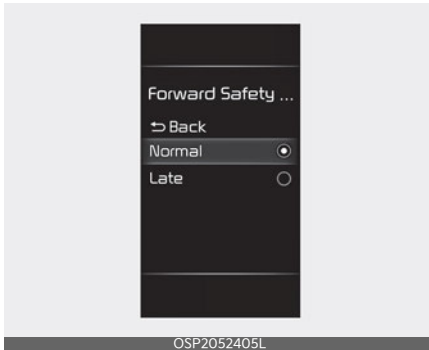 Forward Safety ...
Back
Normal
Late
OSP2052405L